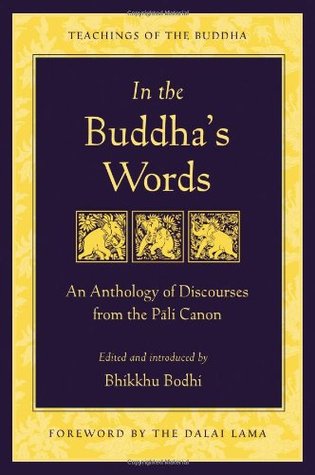 TEACHINGS OF THE BUDDHA
In the
Buddha's
Words
An Anthology of Discourses
from the Pāli Canon
Edited and introduced by
Bhikkhu Bodhi
FOREWORD BY THE DALAI LAMA